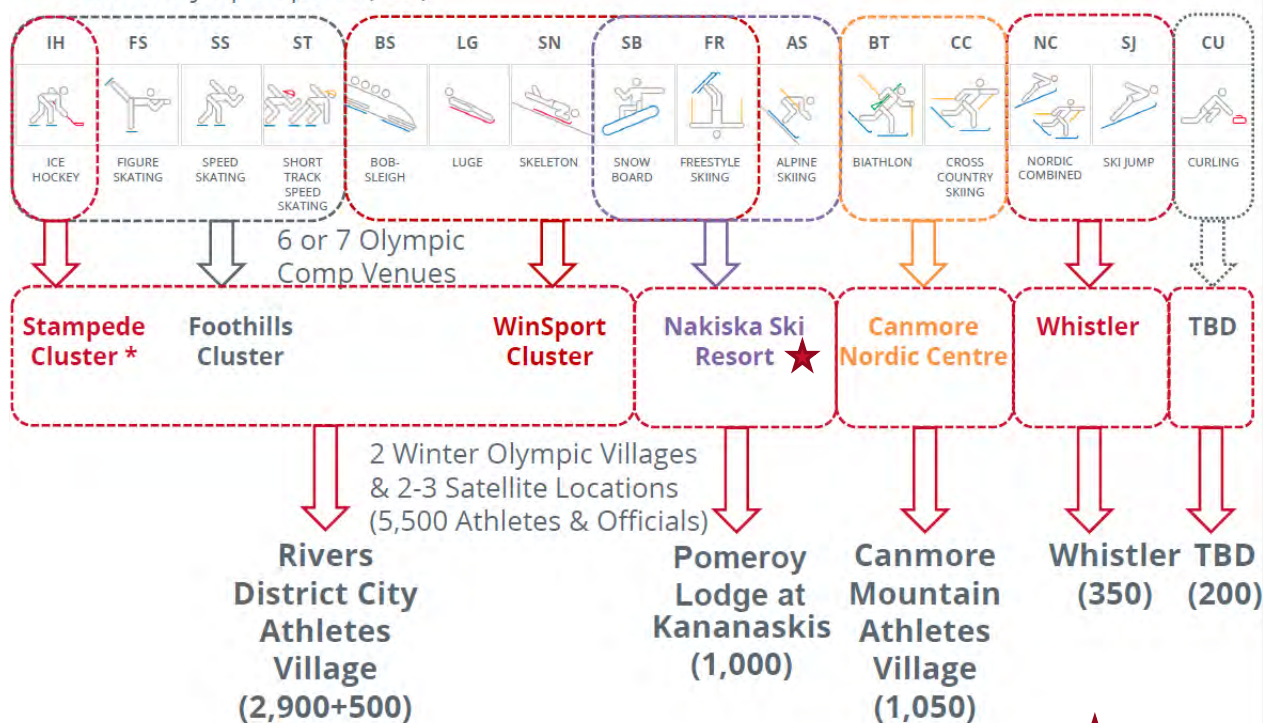 IH FS SS ST BS LG SN SB FR AS BT CC NC SJ CU
ICE HOCKEY
FIGURE SKATING
SPEED SKATING
SHORT TRACK SPEED SKATING
BOB-SLEIGH
LUGE
SKELETON
SNOW BOARD
FREESTYLE SKIING
ALPINE SKIING
BIATHLON
CROSS COUNTRY SKIING
NORDIC COMBINED
SKI JUMP
CURLING
6 or 7 Olympic
Comp Venues
Stampede
Cluster *
Foothills
Cluster
WinSport
Cluster
Nakiska Ski
Resort
Canmore
Nordic Centre
Whistler
TBD
2 Winter Olympic Villages
& 2-3 Satellite Locations
(5,500 Athletes & Officials)
Rivers
District City
Athletes
Village
(2,900+500)
Pomeroy
Lodge at
Kananaskis
(1,000)
Canmore
Mountain
Athletes
Village
(1,050)
Whistler
(350)
TBD
(200)